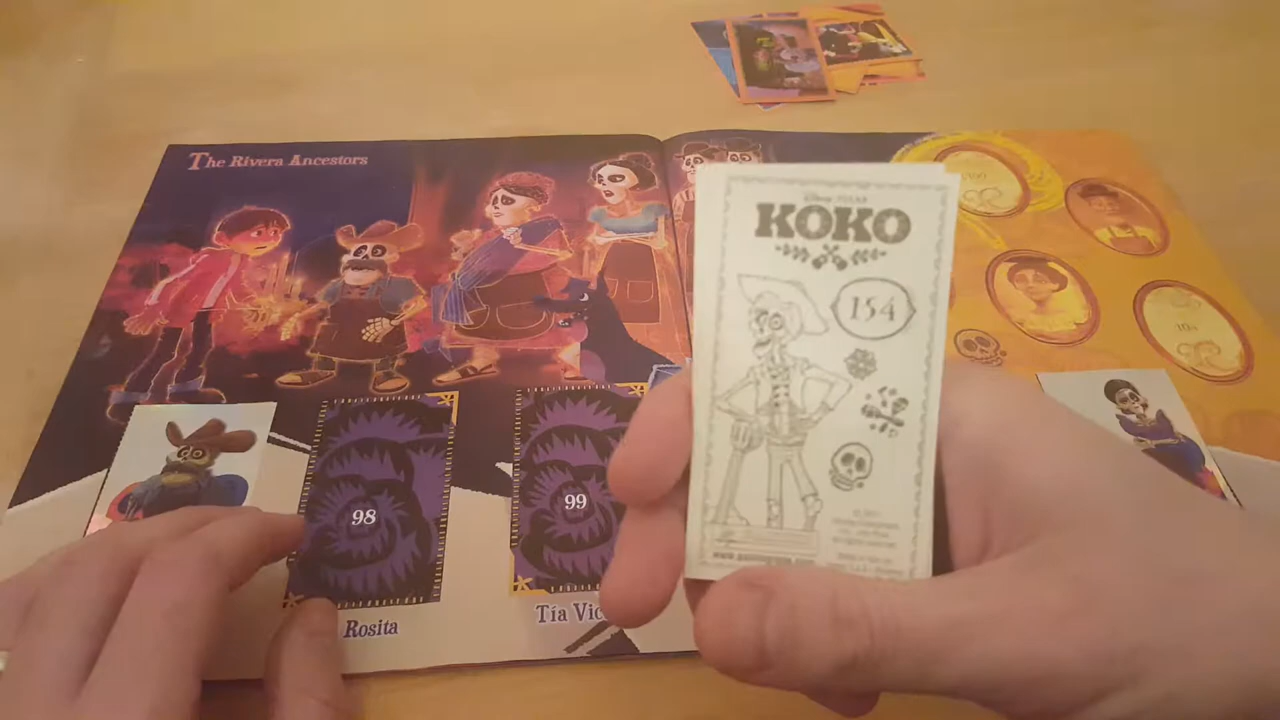 The Rivera Ancestors
Disney PIXAR
KOKO
154
98
Rosita
99
Tía Vic